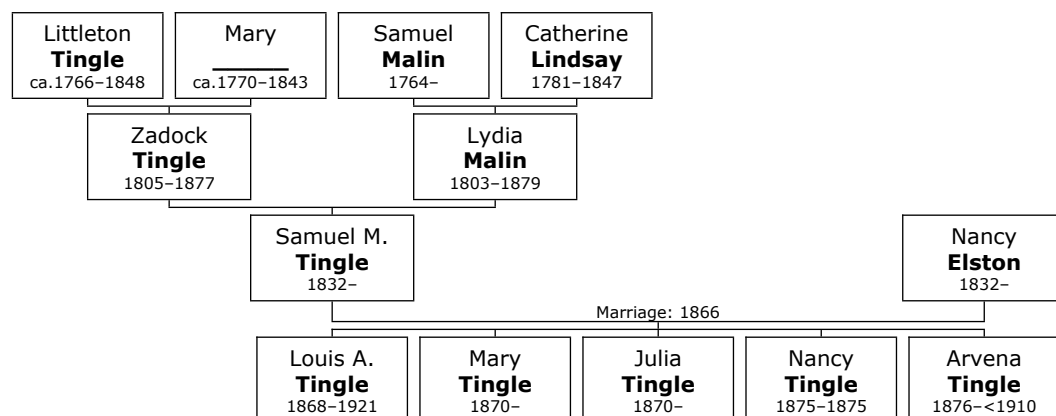 Littleton
Tingle
ca.1766–1848
Mary
ca.1770–1843
Samuel
Malin
1764–
Catherine
Lindsay
1781–1847
Zadock
Tingle
1805–1877
Lydia
Malin
1803–1879
Samuel M.
Tingle
1832–
Nancy
Elston
1832–
Marriage: 1866
Louis A.
Tingle
1868–1921
Mary
Tingle
1870–
Julia
Tingle
1870–
Nancy
Tingle
1875–1875
Arvena
Tingle
1876–<1910